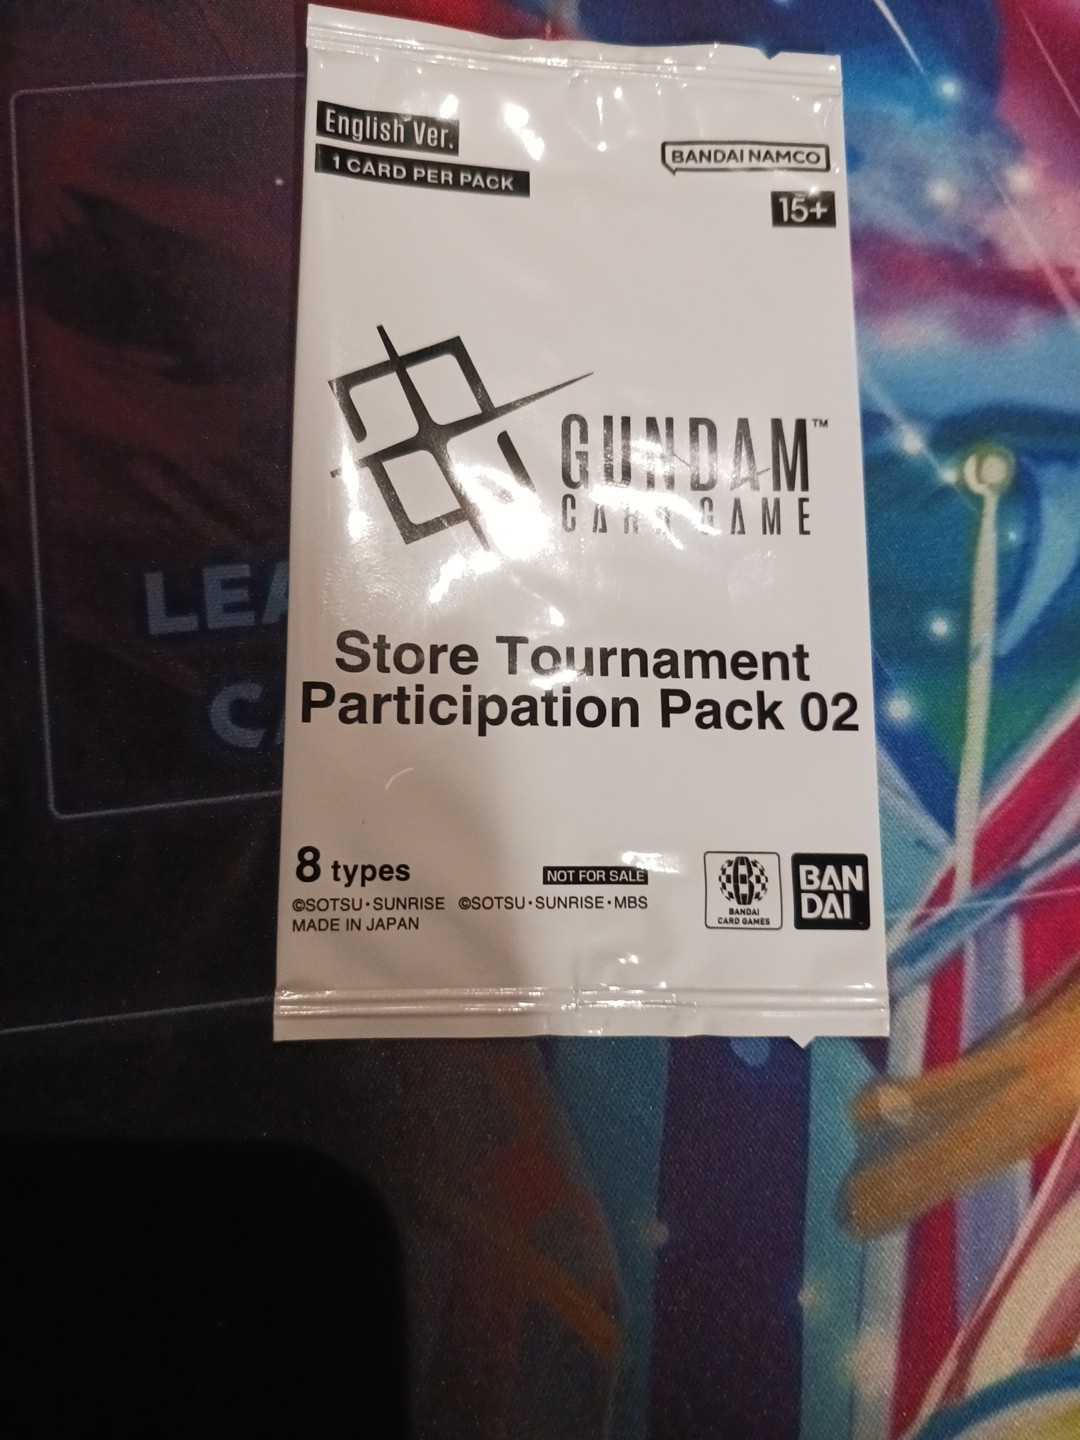 English Ver.
1 CARD PER PACK
BANDAI NAMCO
15+
GUNDAM™
CARD GAME
Store Tournament
Participation Pack 02
8 types
NOT FOR SALE
©SOTSU・SUNRISE ©SOTSU・SUNRISE・MBS
MADE IN JAPAN
BANDAI
CARD GAMES
BAN
DAI
LEA
C